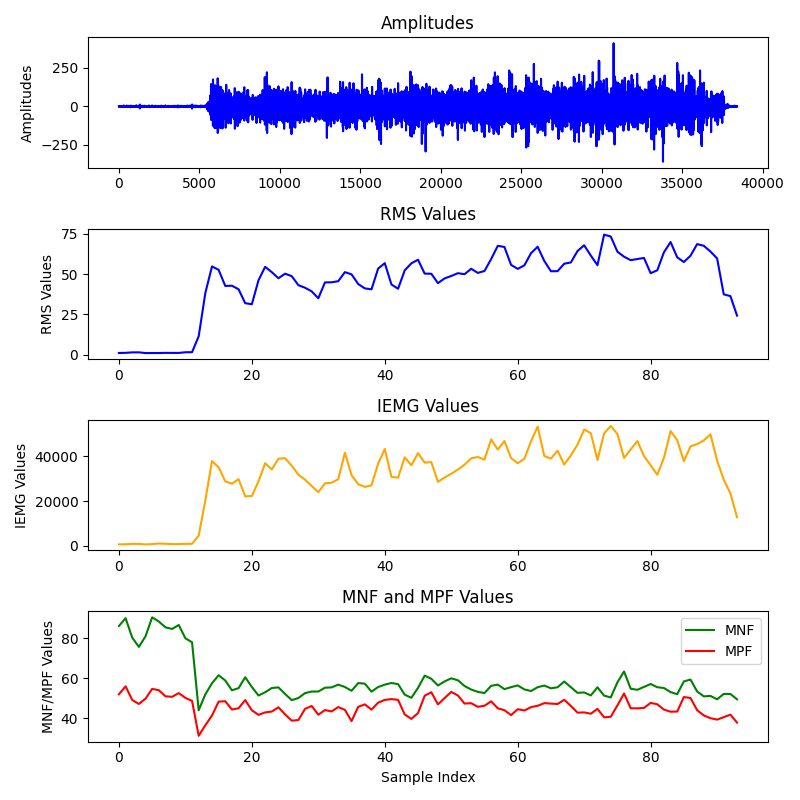 Amplitudes
Amplitudes
250
0
−250
0 5000 10000 15000 20000 25000 30000 35000 40000
RMS Values
RMS Values
75
50
25
0
0 20 40 60 80
IEMG Values
IEMG Values
40000
20000
0
0 20 40 60 80
MNF and MPF Values
MNF/MPF Values
80
60
40
MNF
MPF
0 20 40 60 80
Sample Index